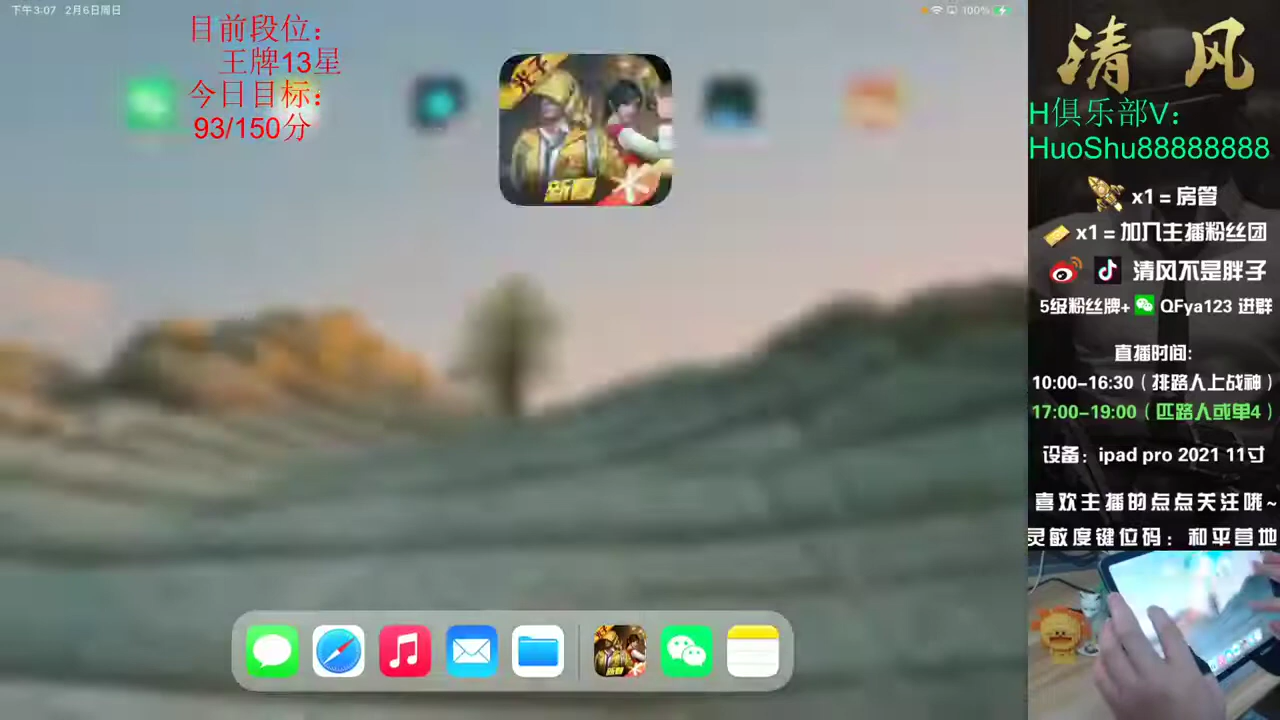 下午3:07 2月6日周日
100%
目前段位：
王牌13星
今日目标：
93/150分
光子
新春
新春
清 风
H俱乐部V：
HuoShu88888888
x1 = 房管
x1 = 加入主播粉丝团
清风不是胖子
5级粉丝牌+ QFya123 进群
直播时间:
10:00-16:30（排路人上战神）
17:00-19:00（匹路人或单4）
设备：ipad pro 2021 11寸
喜欢主播的点点关注哦~
灵敏度键位码：和平营地